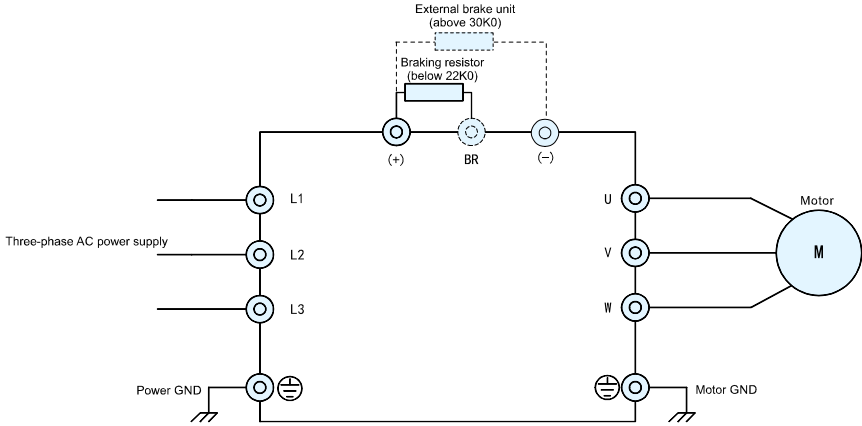 External brake unit
(above 30K0)
Braking resistor
(below 22K0)
(+)
BR
(−)
L1
U
Motor
Three-phase AC power supply
L2
V
M
L3
W
Power GND
Motor GND